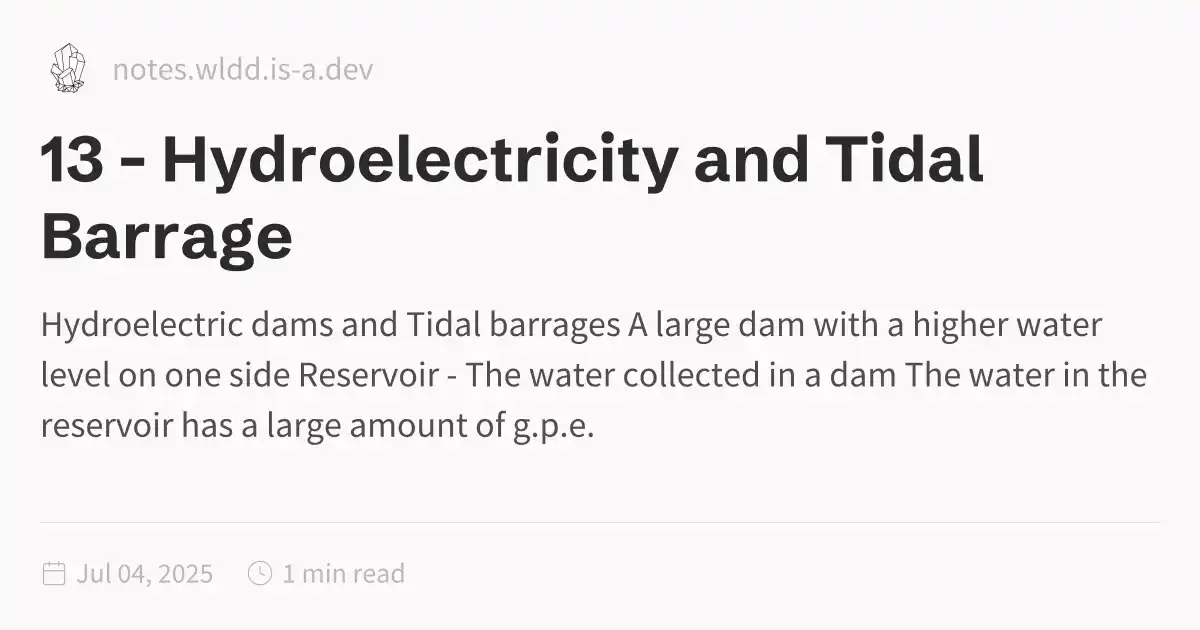 notes.wldd.is-a.dev
13 - Hydroelectricity and Tidal
Barrage
Hydroelectric dams and Tidal barrages A large dam with a higher water
level on one side Reservoir - The water collected in a dam The water in the
reservoir has a large amount of g.p.e.
Jul 04, 2025 1 min read